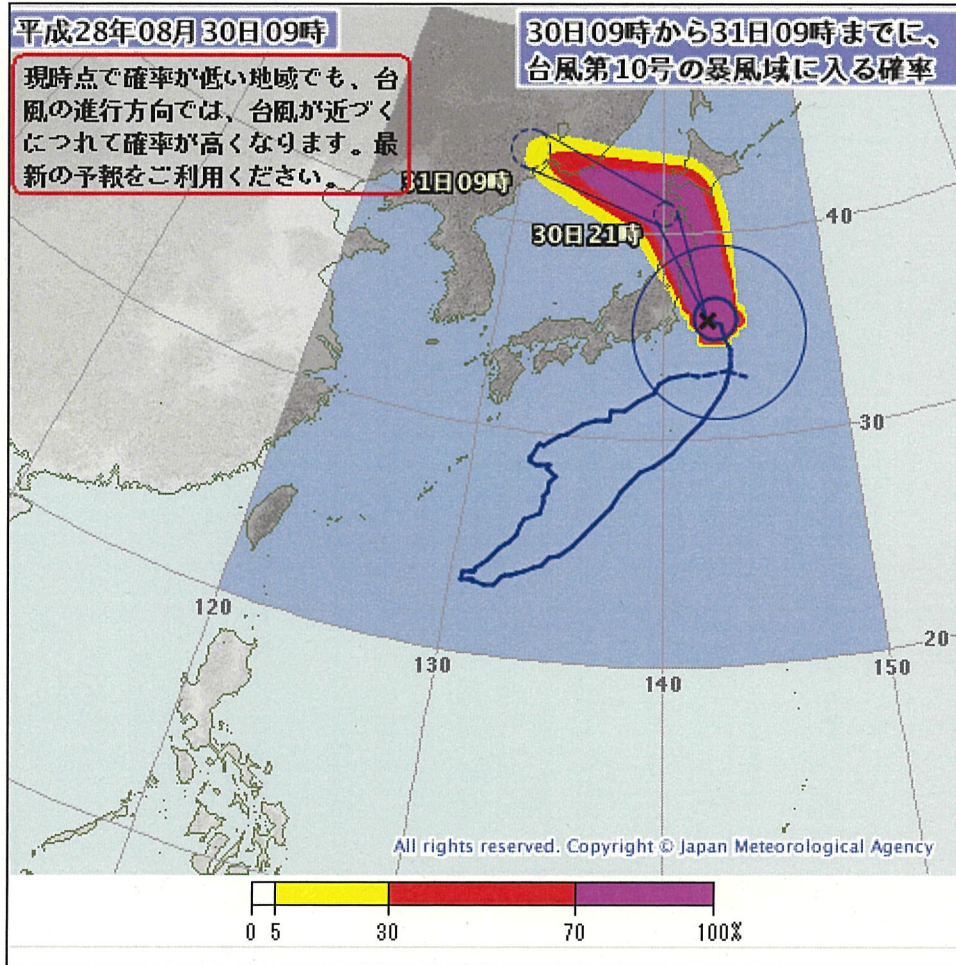 平成28年08月30日09時
30日09時から31日09時までに、
台風第10号の暴風域に入る確率
現時点で確率が低い地域でも、台
風の進行方向では、台風が近づく
につれて確率が高くなります。最
新の予報をご利用ください。
31日09時
30日21時
40
30
20
120
130
140
150
All rights reserved. Copyright © Japan Meteorological Agency
0 5 30 70 100%